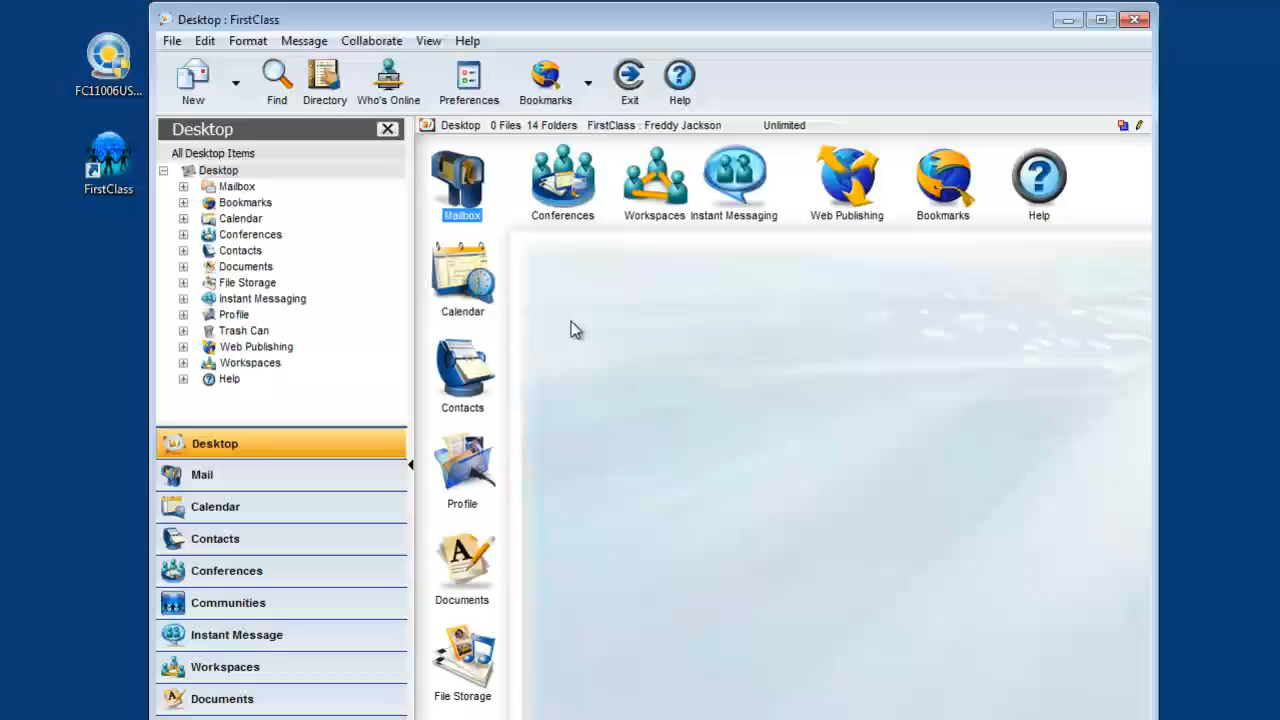 Desktop : FirstClass
File Edit Format Message Collaborate View Help
New Find Directory Who's Online Preferences Bookmarks Exit Help
FC11006US...
FirstClass
Desktop
All Desktop Items
Desktop
Mailbox
Bookmarks
Calendar
Conferences
Contacts
Documents
File Storage
Instant Messaging
Profile
Trash Can
Web Publishing
Workspaces
Help
Desktop
Mail
Calendar
Contacts
Conferences
Communities
Instant Message
Workspaces
Documents
Desktop 0 Files 14 Folders FirstClass : Freddy Jackson Unlimited
Mailbox Conferences Workspaces Instant Messaging Web Publishing Bookmarks Help
Calendar
Contacts
Profile
Documents
File Storage